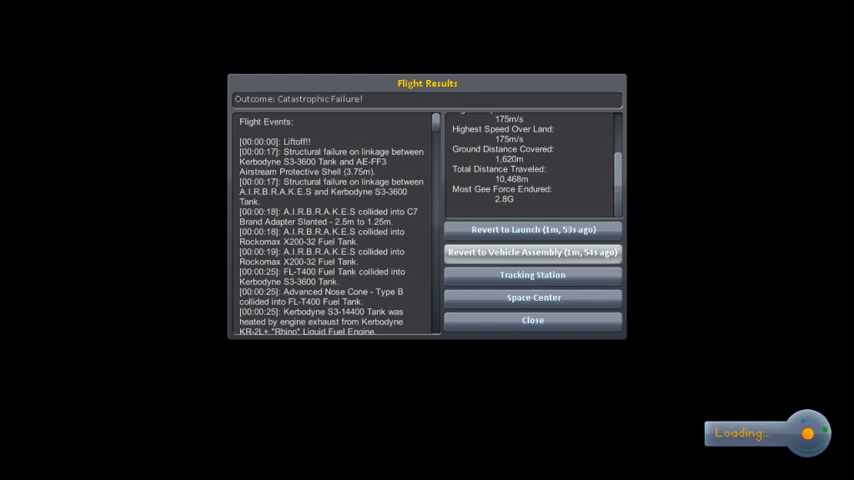 Flight Results
Outcome: Catastrophic Failure!
Flight Events:
[00:00:00]: Liftoff!!
[00:00:17]: Structural failure on linkage between
Kerbodyne S3-3600 Tank and AE-FF3
Airstream Protective Shell (3.75m).
[00:00:17]: Structural failure on linkage between
A.I.R.B.R.A.K.E.S and Kerbodyne S3-3600
Tank.
[00:00:18]: A.I.R.B.R.A.K.E.S collided into C7
Brand Adapter Slanted - 2.5m to 1.25m.
[00:00:18]: A.I.R.B.R.A.K.E.S collided into
Rockomax X200-32 Fuel Tank.
[00:00:19]: A.I.R.B.R.A.K.E.S collided into
Rockomax X200-32 Fuel Tank.
[00:00:25]: FL-T400 Fuel Tank collided into
Kerbodyne S3-3600 Tank.
[00:00:25]: Advanced Nose Cone - Type B
collided into FL-T400 Fuel Tank.
[00:00:25]: Kerbodyne S3-14400 Tank was
heated by engine exhaust from Kerbodyne
KR-2L+ "Rhino" Liquid Fuel Engine.
175m/s
Highest Speed Over Land:
175m/s
Ground Distance Covered:
1,620m
Total Distance Traveled:
10,468m
Most Gee Force Endured:
2.8G
Revert to Launch (1m, 53s ago)
Revert to Vehicle Assembly (1m, 54s ago)
Tracking Station
Space Center
Close
Loading...